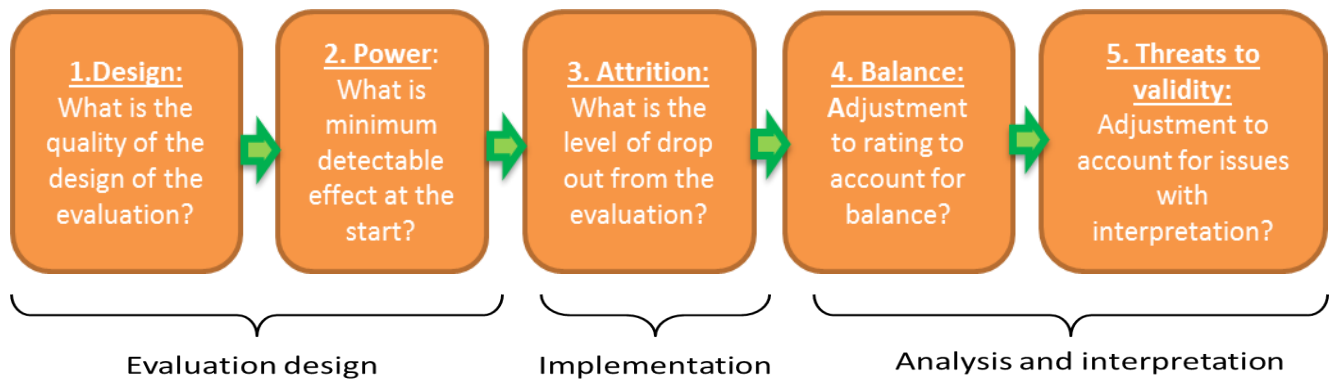 1.Design:
What is the
quality of the
design of the
evaluation?
2. Power:
What is
minimum
detectable
effect at the
start?
3. Attrition:
What is the
level of drop
out from the
evaluation?
4. Balance:
Adjustment
to rating to
account for
balance?
5. Threats to
validity:
Adjustment to
account for issues
with
interpretation?
Evaluation design
Implementation
Analysis and interpretation